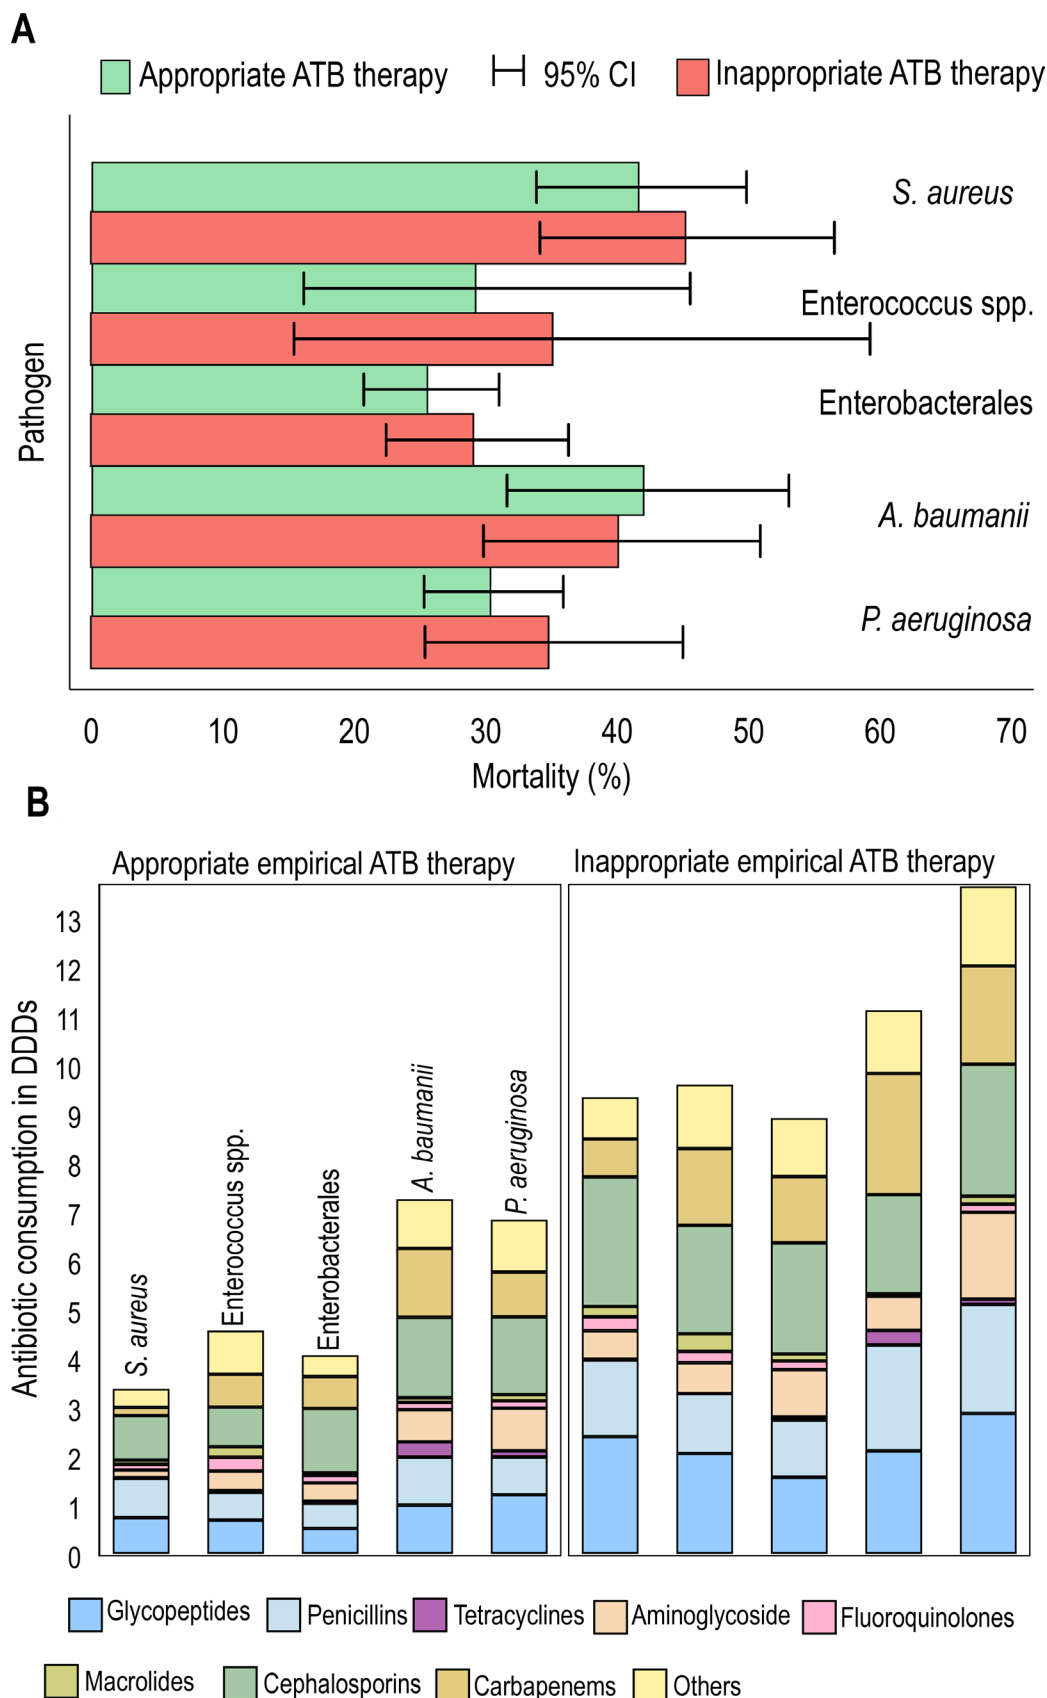 A
Appropriate ATB therapy 95% CI Inappropriate ATB therapy
S. aureus
Enterococcus spp.
Enterobacterales
A. baumanii
P. aeruginosa
Pathogen
0 10 20 30 40 50 60 70
Mortality (%)
B
Appropriate empirical ATB therapy Inappropriate empirical ATB therapy
Antibiotic consumption in DDDs
13
12
11
10
9
8
7
6
5
4
3
2
1
0
S. aureus
Enterococcus spp.
Enterobacterales
A. baumanii
P. aeruginosa
Glycopeptides Penicillins Tetracyclines Aminoglycoside Fluoroquinolones
Macrolides Cephalosporins Carbapenems Others